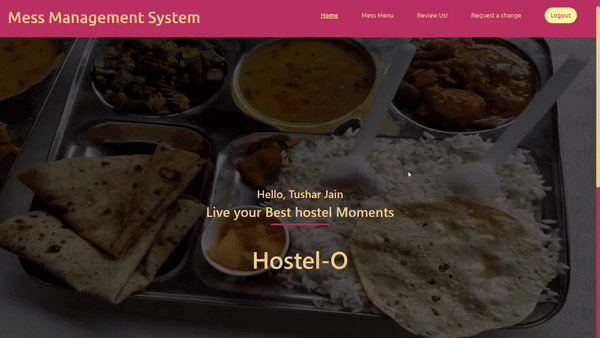 Mess Management System
Home
Mess Menu
Review Us!
Request a change
Logout
Hello, Tushar Jain
Live your Best hostel Moments
Hostel-O